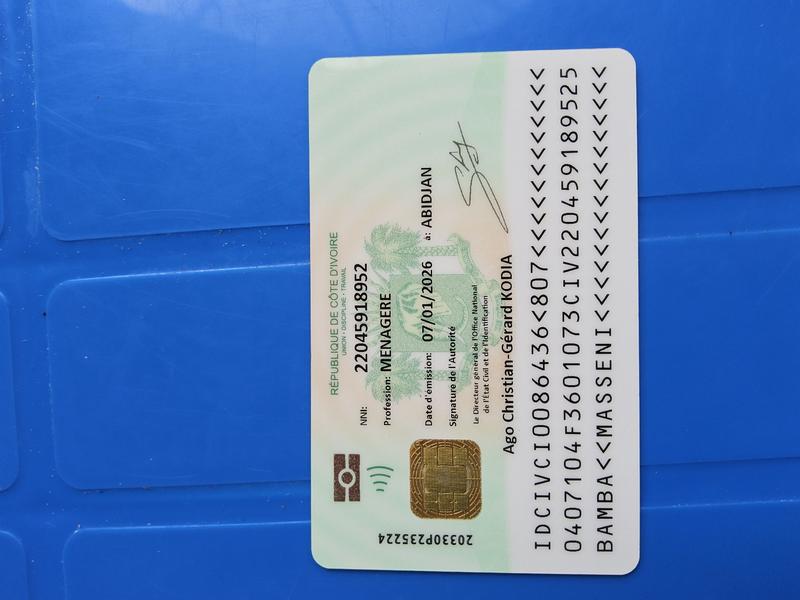 RÉPUBLIQUE DE CÔTE D'IVOIRE
UNION - DISCIPLINE - TRAVAIL
NNI: 22045918952
Profession: MENAGERE
Date d'émission: 07/01/2026 à: ABIDJAN
Signature de l'Autorité
Le Directeur général de l'Office National
de l'État Civil et de l'Identification
Ago Christian-Gérard KODIA
20330P235224
IDCIVCI0086436<807<<<<<<<<<<<<
0407104F3601073CIV220459189525
BAMBA<<MASSENI<<<<<<<<<<<<<<<<